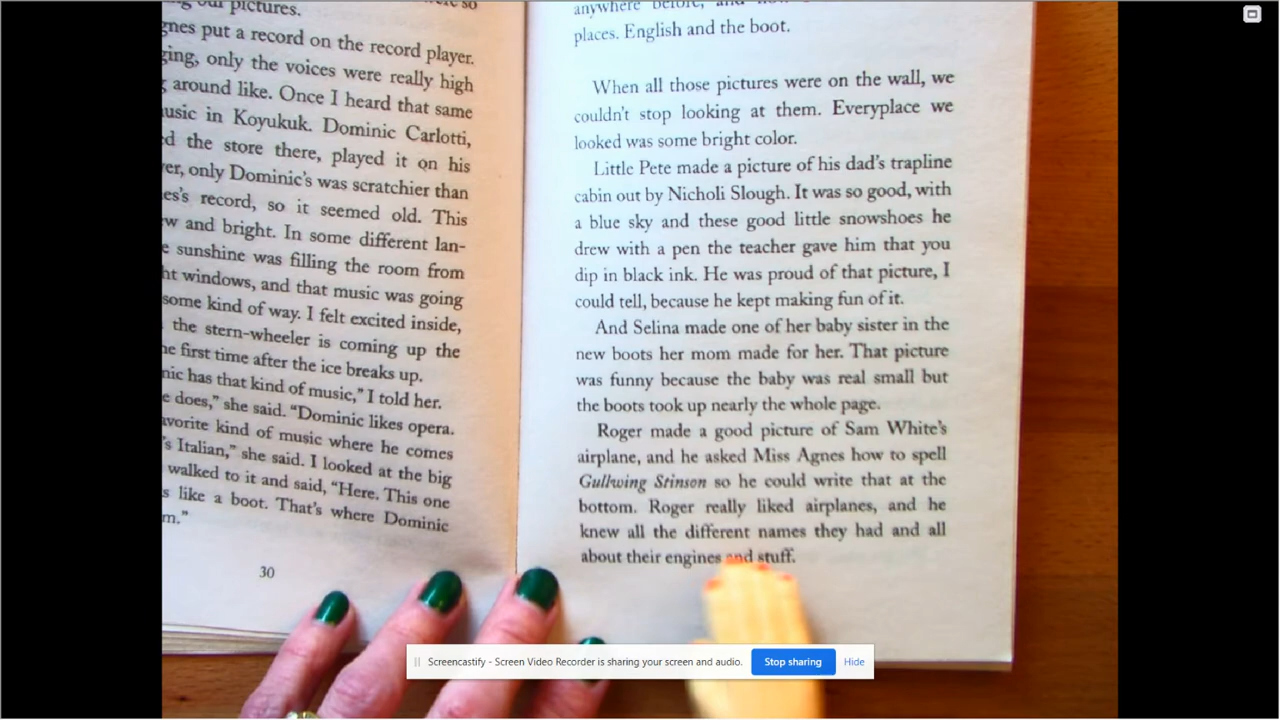 ng our pictures.
gnes put a record on the record player.
ging, only the voices were really high
around like. Once I heard that same
usic in Koyukuk. Dominic Carlotti,
d the store there, played it on his
er, only Dominic's was scratchier than
es's record, so it seemed old. This
w and bright. In some different lan-
e sunshine was filling the room from
ht windows, and that music was going
some kind of way. I felt excited inside,
the stern-wheeler is coming up the
he first time after the ice breaks up.
nic has that kind of music," I told her.
e does," she said. "Dominic likes opera.
avorite kind of music where he comes
's Italian," she said. I looked at the big
walked to it and said, "Here. This one
s like a boot. That's where Dominic
m."
30
anywhere before, and
places. English and the boot.
When all those pictures were on the wall, we
couldn't stop looking at them. Everyplace we
looked was some bright color.
Little Pete made a picture of his dad's trapline
cabin out by Nicholi Slough. It was so good, with
a blue sky and these good little snowshoes he
drew with a pen the teacher gave him that you
dip in black ink. He was proud of that picture, I
could tell, because he kept making fun of it.
And Selina made one of her baby sister in the
new boots her mom made for her. That picture
was funny because the baby was real small but
the boots took up nearly the whole page.
Roger made a good picture of Sam White's
airplane, and he asked Miss Agnes how to spell
Gullwing Stinson so he could write that at the
bottom. Roger really liked airplanes, and he
knew all the different names they had and all
about their engines and stuff.
Screencastify - Screen Video Recorder is sharing your screen and audio.
Stop sharing
Hide